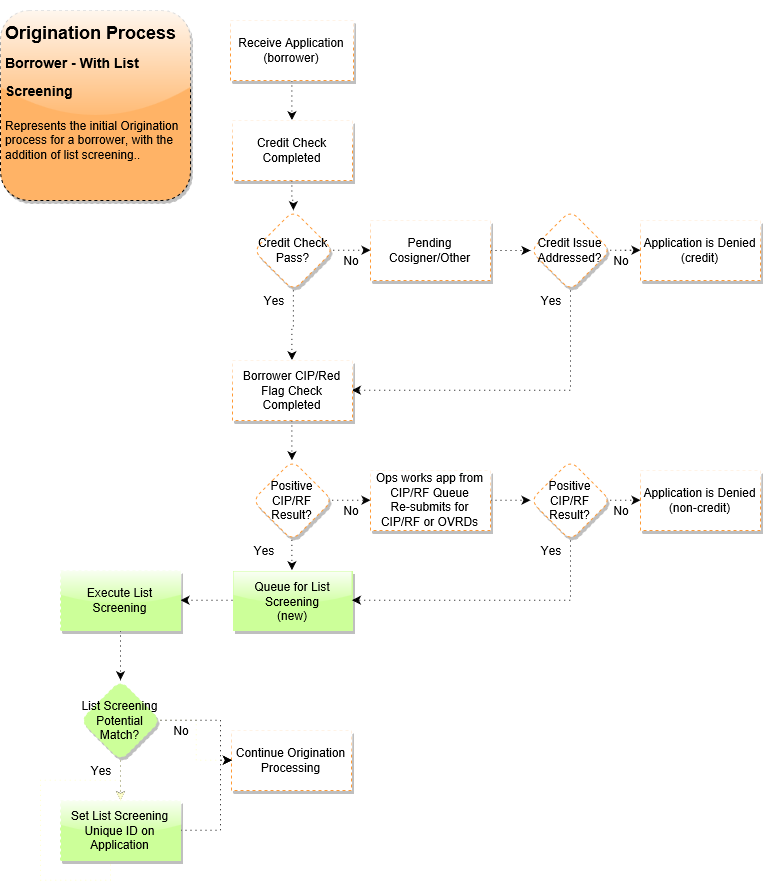 Origination Process
Borrower - With List
Screening
Represents the initial Origination
process for a borrower, with the
addition of list screening..
Receive Application
(borrower)
Credit Check
Completed
Credit Check
Pass?
No
Yes
Pending
Cosigner/Other
Credit Issue
Addressed?
No
Yes
Application is Denied
(credit)
Borrower CIP/Red
Flag Check
Completed
Positive
CIP/RF
Result?
No
Yes
Ops works app from
CIP/RF Queue
Re-submits for
CIP/RF or OVRDs
Positive
CIP/RF
Result?
No
Yes
Application is Denied
(non-credit)
Queue for List
Screening
(new)
Execute List
Screening
List Screening
Potential
Match?
No
Yes
Continue Origination
Processing
Set List Screening
Unique ID on
Application